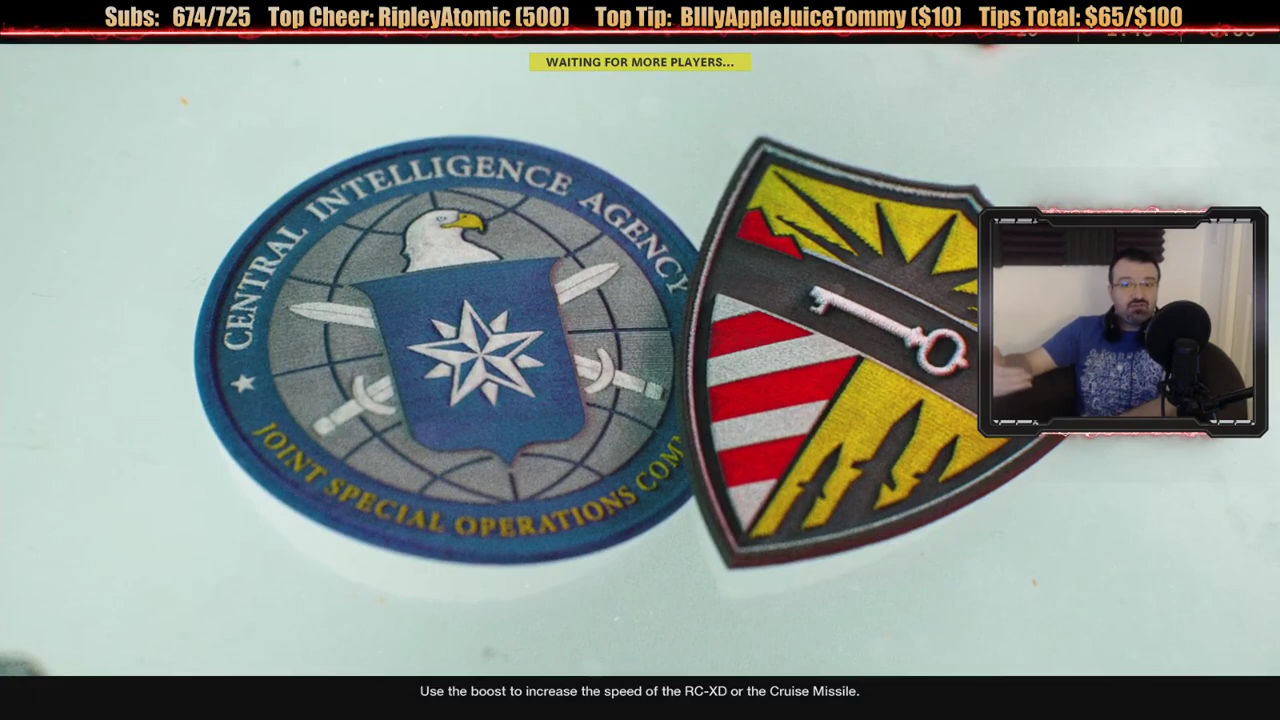 Subs: 674/725 Top Cheer: RipleyAtomic (500) Top Tip: BIllyAppleJuiceTommy ($10) Tips Total: $65/$100
WAITING FOR MORE PLAYERS...
CENTRAL INTELLIGENCE AGENCY
JOINT SPECIAL OPERATIONS COM
Use the boost to increase the speed of the RC-XD or the Cruise Missile.